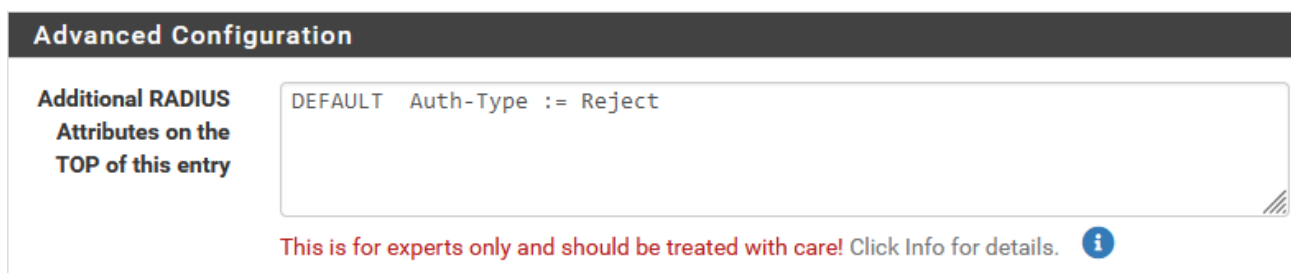 Advanced Configuration
Additional RADIUS
Attributes on the
TOP of this entry
DEFAULT  Auth-Type := Reject
This is for experts only and should be treated with care! Click Info for details.